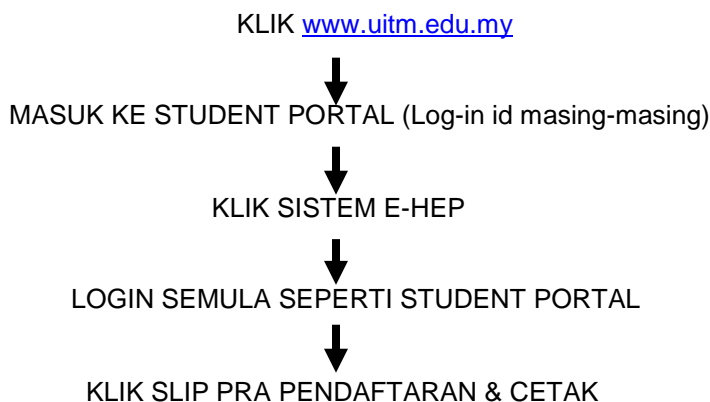 KLIK www.uitm.edu.my
MASUK KE STUDENT PORTAL (Log-in id masing-masing)
KLIK SISTEM E-HEP
LOGIN SEMULA SEPERTI STUDENT PORTAL
KLIK SLIP PRA PENDAFTARAN & CETAK